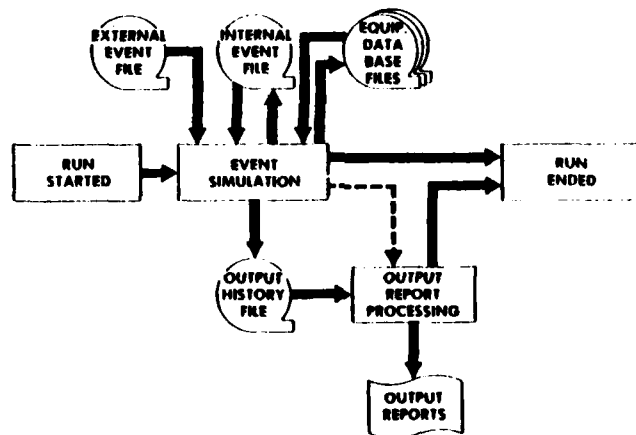 EXTERNAL
EVENT
FILE
INTERNAL
EVENT
FILE
EQUIP.
DATA
BASE
FILES
RUN
STARTED
EVENT
SIMULATION
RUN
ENDED
OUTPUT
HISTORY
FILE
OUTPUT
REPORT
PROCESSING
OUTPUT
REPORTS